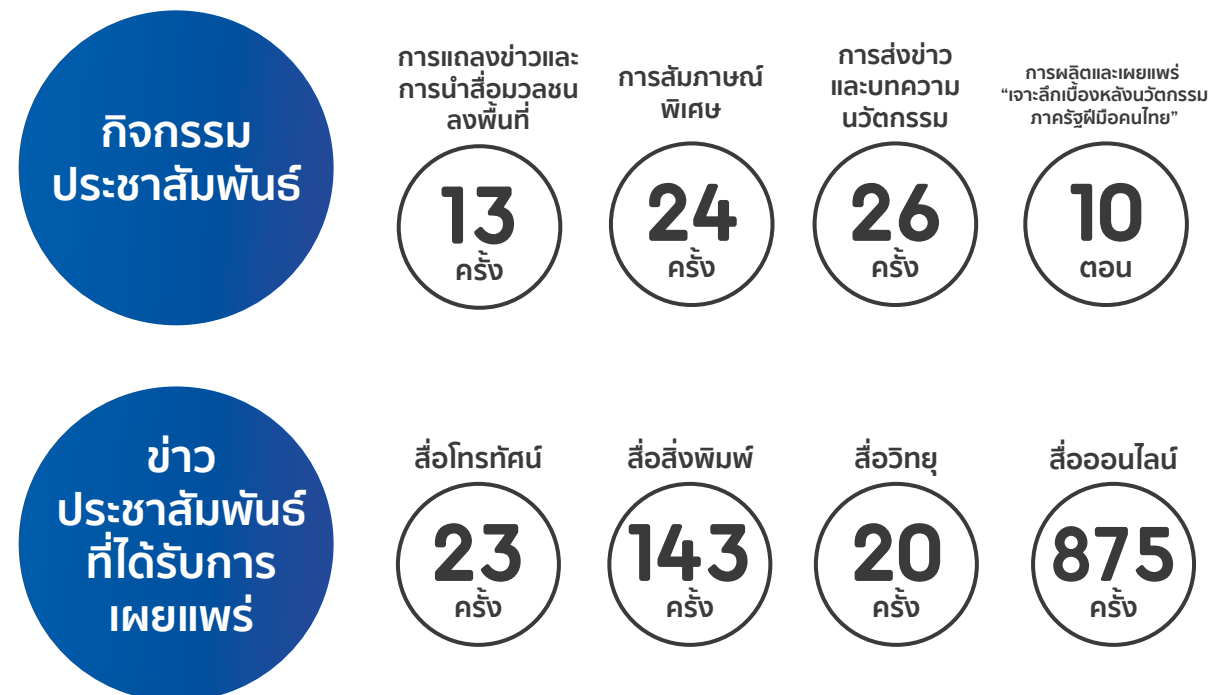 กิจกรรม
ประชาสัมพันธ์
การแถลงข่าวและ
การนำสื่อมวลชน
ลงพื้นที่
13
ครั้ง
การสัมภาษณ์
พิเศษ
24
ครั้ง
การส่งข่าว
และบทความ
นวัตกรรม
26
ครั้ง
การผลิตและเผยแพร่
“เจาะลึกเบื้องหลังนวัตกรรม
ภาครัฐฝีมือคนไทย”
10
ตอน
ข่าว
ประชาสัมพันธ์
ที่ได้รับการ
เผยแพร่
สื่อโทรทัศน์
23
ครั้ง
สื่อสิ่งพิมพ์
143
ครั้ง
สื่อวิทยุ
20
ครั้ง
สื่อออนไลน์
875
ครั้ง